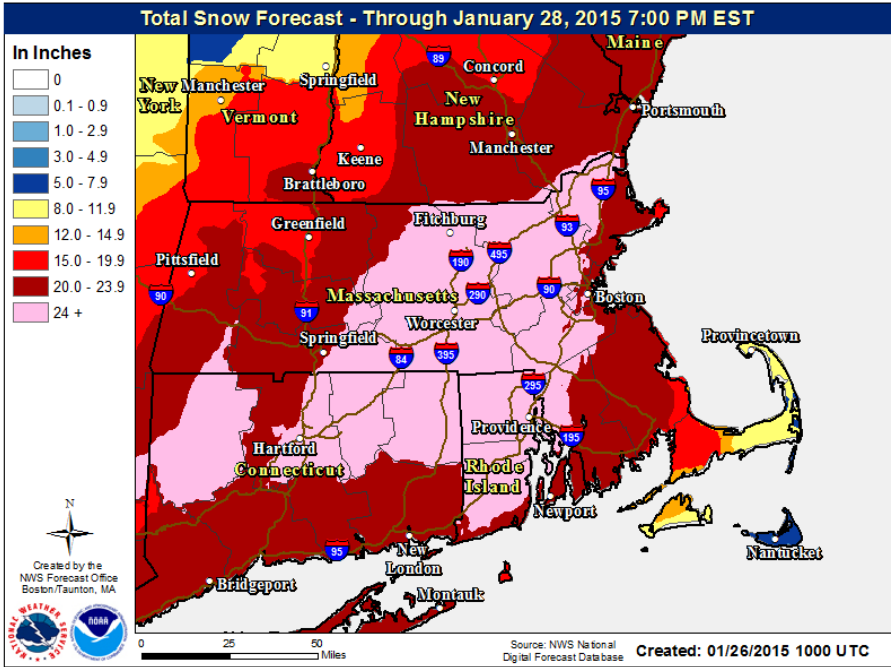 Total Snow Forecast - Through January 28, 2015 7:00 PM EST
In Inches
0
0.1 - 0.9
1.0 - 2.9
3.0 - 4.9
5.0 - 7.9
8.0 - 11.9
12.0 - 14.9
15.0 - 19.9
20.0 - 23.9
24 +
Maine
89
Concord
Springfield
New York
Manchester
Vermont
New Hampshire
Portsmouth
Manchester
Keene
Brattleboro
95
Greenfield
Fitchburg
93
Pittsfield
190
495
90
Massachusetts
290
90
Boston
91
Worcester
Springfield
84
395
Provincetown
295
Providence
195
Hartford
Connecticut
Rhode Island
Newport
Nantucket
95
New London
Bridgeport
Montauk
N
Created by the
NWS Forecast Office
Boston/Taunton, MA
NATIONAL WEATHER SERVICE
NOAA
0
25
50
Miles
Source: NWS National
Digital Forecast Database
Created: 01/26/2015 1000 UTC